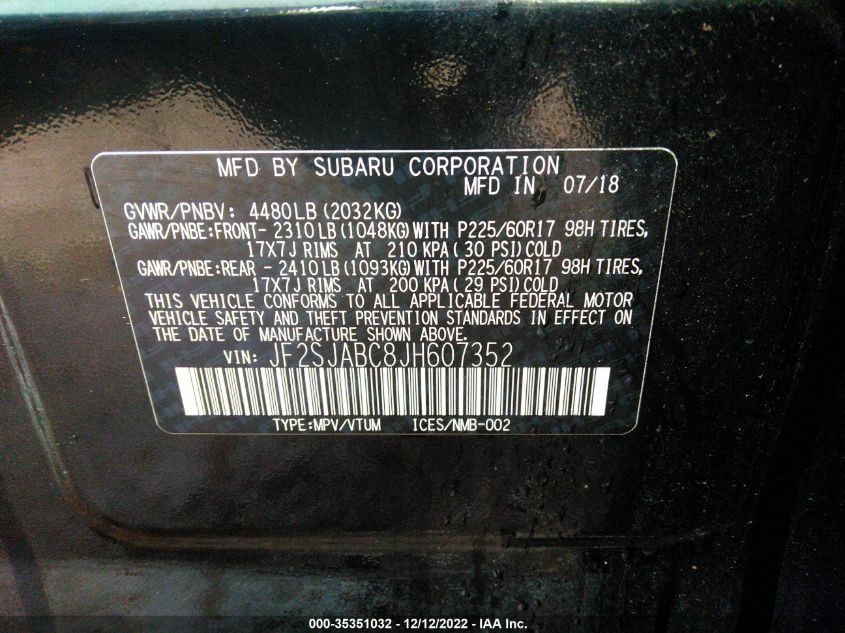 MFD BY SUBARU CORPORATION
MFD IN 07/18
GVWR/PNBV: 4480LB (2032KG)
GAWR/PNBE:FRONT- 2310 LB (1048KG) WITH P225/60R17 98H TIRES,
17X7J RIMS AT 210 KPA ( 30 PSI) COLD
GAWR/PNBE:REAR - 2410 LB (1093KG) WITH P225/60R17 98H TIRES,
17X7J RIMS AT 200 KPA ( 29 PSI) COLD
THIS VEHICLE CONFORMS TO ALL APPLICABLE FEDERAL MOTOR
VEHICLE SAFETY AND THEFT PREVENTION STANDARDS IN EFFECT ON
THE DATE OF MANUFACTURE SHOWN ABOVE.
VIN: JF2SJABC8JH607352
TYPE:MPV/VTUM ICES/NMB-002
000-35351032 - 12/12/2022 - IAA Inc.